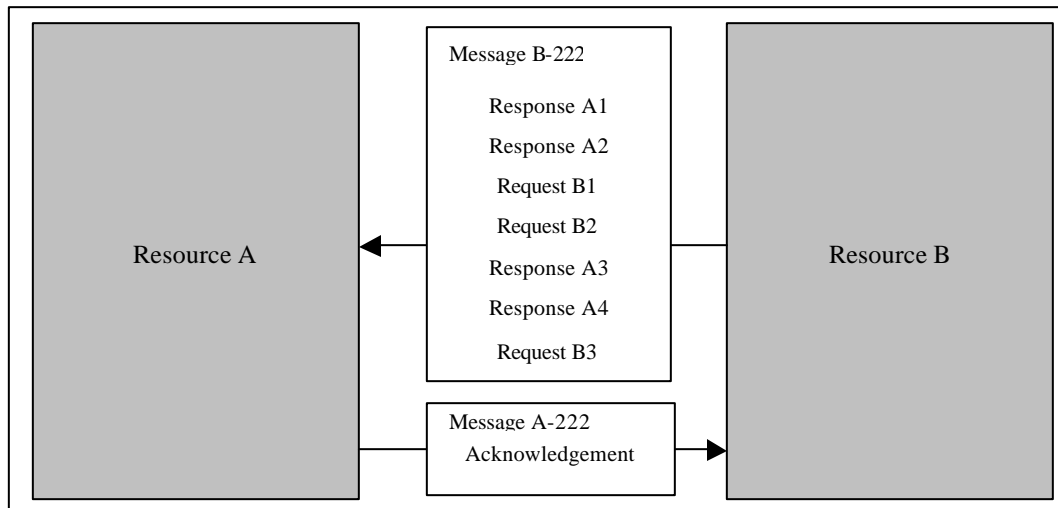 Message B-222
Response A1
Response A2
Request B1
Request B2
Resource A
Resource B
Response A3
Response A4
Request B3
Message A-222
Acknowledgement